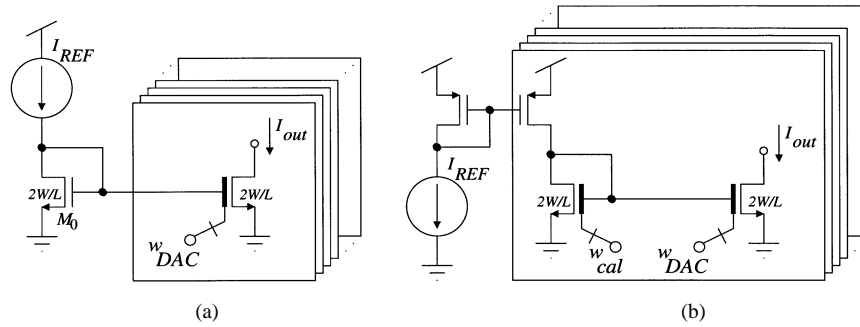 I_REF
I_out
2W/L
M_0
2W/L
w_DAC
(a)
I_REF
I_out
2W/L
2W/L
w_cal
w_DAC
(b)